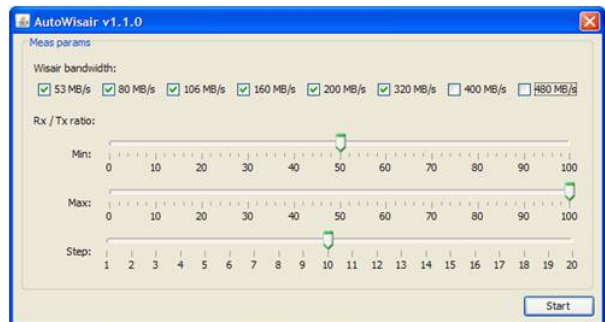 AutoWisair v1.1.0
Meas params
Wisair bandwidth:
53 MB/s 80 MB/s 106 MB/s 160 MB/s 200 MB/s 320 MB/s 400 MB/s 480 MB/s
Rx / Tx ratio:
Min:
0 10 20 30 40 50 60 70 80 90 100
Max:
0 10 20 30 40 50 60 70 80 90 100
Step:
1 2 3 4 5 6 7 8 9 10 11 12 13 14 15 16 17 18 19 20
Start